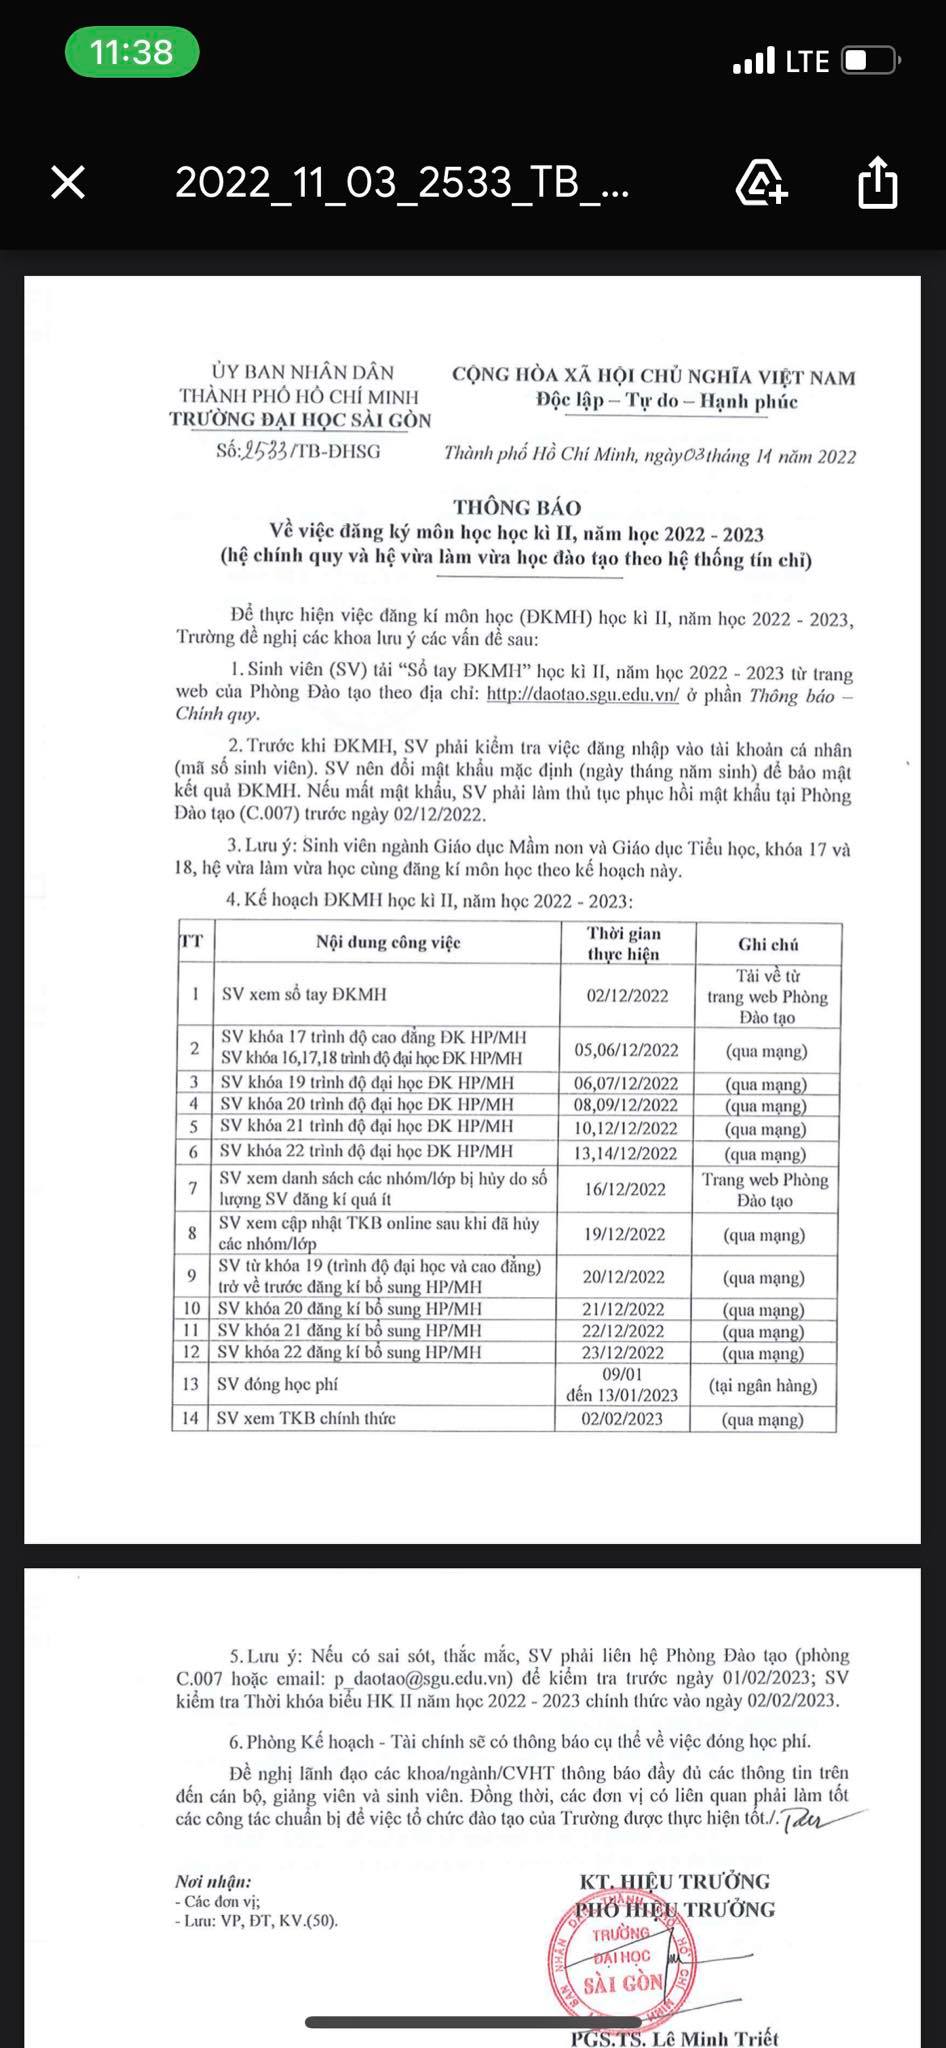 11:38
LTE
2022_11_03_2533_TB_...
ỦY BAN NHÂN DÂN
THÀNH PHỐ HỒ CHÍ MINH
TRƯỜNG ĐẠI HỌC SÀI GÒN
Số:2533/TB-ĐHSG
CỘNG HÒA XÃ HỘI CHỦ NGHĨA VIỆT NAM
Độc lập – Tự do – Hạnh phúc
Thành phố Hồ Chí Minh, ngày 03 tháng 11 năm 2022
THÔNG BÁO
Về việc đăng ký môn học học kì II, năm học 2022 - 2023
(hệ chính quy và hệ vừa làm vừa học đào tạo theo hệ thống tín chỉ)
Để thực hiện việc đăng kí môn học (ĐKMH) học kì II, năm học 2022 - 2023,
Trường đề nghị các khoa lưu ý các vấn đề sau:
1. Sinh viên (SV) tải “Sổ tay ĐKMH” học kì II, năm học 2022 - 2023 từ trang
web của Phòng Đào tạo theo địa chỉ: http://daotao.sgu.edu.vn/ ở phần Thông báo –
Chính quy.
2. Trước khi ĐKMH, SV phải kiểm tra việc đăng nhập vào tài khoản cá nhân
(mã số sinh viên). SV nên đổi mật khẩu mặc định (ngày tháng năm sinh) để bảo mật
kết quả ĐKMH. Nếu mất mật khẩu, SV phải làm thủ tục phục hồi mật khẩu tại Phòng
Đào tạo (C.007) trước ngày 02/12/2022.
3. Lưu ý: Sinh viên ngành Giáo dục Mầm non và Giáo dục Tiểu học, khóa 17 và
18, hệ vừa làm vừa học cùng đăng kí môn học theo kế hoạch này.
4. Kế hoạch ĐKMH học kì II, năm học 2022 - 2023:
TT Nội dung công việc Thời gian thực hiện Ghi chú
1 SV xem sổ tay ĐKMH 02/12/2022 Tải về từ trang web Phòng Đào tạo
2 SV khóa 17 trình độ cao đẳng ĐK HP/MH
SV khóa 16,17,18 trình độ đại học ĐK HP/MH 05,06/12/2022 (qua mạng)
3 SV khóa 19 trình độ đại học ĐK HP/MH 06,07/12/2022 (qua mạng)
4 SV khóa 20 trình độ đại học ĐK HP/MH 08,09/12/2022 (qua mạng)
5 SV khóa 21 trình độ đại học ĐK HP/MH 10,12/12/2022 (qua mạng)
6 SV khóa 22 trình độ đại học ĐK HP/MH 13,14/12/2022 (qua mạng)
7 SV xem danh sách các nhóm/lớp bị hủy do số
lượng SV đăng kí quá ít 16/12/2022 Trang web Phòng Đào tạo
8 SV xem cập nhật TKB online sau khi đã hủy
các nhóm/lớp 19/12/2022 (qua mạng)
9 SV từ khóa 19 (trình độ đại học và cao đẳng)
trở về trước đăng kí bổ sung HP/MH 20/12/2022 (qua mạng)
10 SV khóa 20 đăng kí bổ sung HP/MH 21/12/2022 (qua mạng)
11 SV khóa 21 đăng kí bổ sung HP/MH 22/12/2022 (qua mạng)
12 SV khóa 22 đăng kí bổ sung HP/MH 23/12/2022 (qua mạng)
13 SV đóng học phí 09/01 đến 13/01/2023 (tại ngân hàng)
14 SV xem TKB chính thức 02/02/2023 (qua mạng)
5. Lưu ý: Nếu có sai sót, thắc mắc, SV phải liên hệ Phòng Đào tạo (phòng
C.007 hoặc email: p_daotao@sgu.edu.vn) để kiểm tra trước ngày 01/02/2023; SV
kiểm tra Thời khóa biểu HK II năm học 2022 - 2023 chính thức vào ngày 02/02/2023.
6. Phòng Kế hoạch - Tài chính sẽ có thông báo cụ thể về việc đóng học phí.
Đề nghị lãnh đạo các khoa/ngành/CVHT thông báo đầy đủ các thông tin trên
đến cán bộ, giảng viên và sinh viên. Đồng thời, các đơn vị có liên quan phải làm tốt
các công tác chuẩn bị để việc tổ chức đào tạo của Trường được thực hiện tốt./.
Nơi nhận:
- Các đơn vị;
- Lưu: VP, ĐT, KV.(50).
KT. HIỆU TRƯỞNG
PHÓ HIỆU TRƯỞNG
TRƯỜNG
ĐẠI HỌC
SÀI GÒN
PGS.TS. Lê Minh Triết